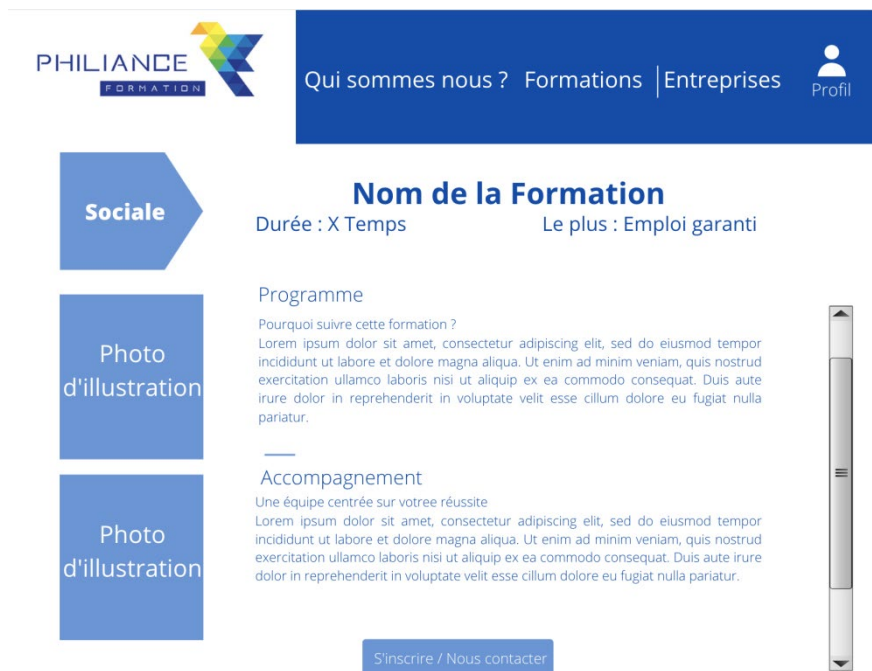 PHILIANCE
FORMATION
Qui sommes nous ? Formations Entreprises
Profil
Sociale
Nom de la Formation
Durée : X Temps Le plus : Emploi garanti
Programme
Pourquoi suivre cette formation ?
Lorem ipsum dolor sit amet, consectetur adipiscing elit, sed do eiusmod tempor
incididunt ut labore et dolore magna aliqua. Ut enim ad minim veniam, quis nostrud
exercitation ullamco laboris nisi ut aliquip ex ea commodo consequat. Duis aute
irure dolor in reprehenderit in voluptate velit esse cillum dolore eu fugiat nulla
pariatur.
Photo
d'illustration
Accompagnement
Une équipe centrée sur votree réussite
Lorem ipsum dolor sit amet, consectetur adipiscing elit, sed do eiusmod tempor
incididunt ut labore et dolore magna aliqua. Ut enim ad minim veniam, quis nostrud
exercitation ullamco laboris nisi ut aliquip ex ea commodo consequat. Duis aute irure
dolor in reprehenderit in voluptate velit esse cillum dolore eu fugiat nulla pariatur.
Photo
d'illustration
S'inscrire / Nous contacter